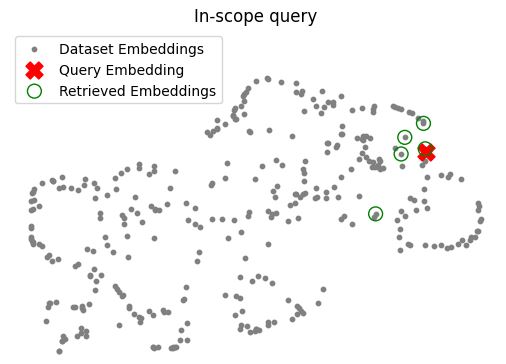 In-scope query
Dataset Embeddings
Query Embedding
Retrieved Embeddings